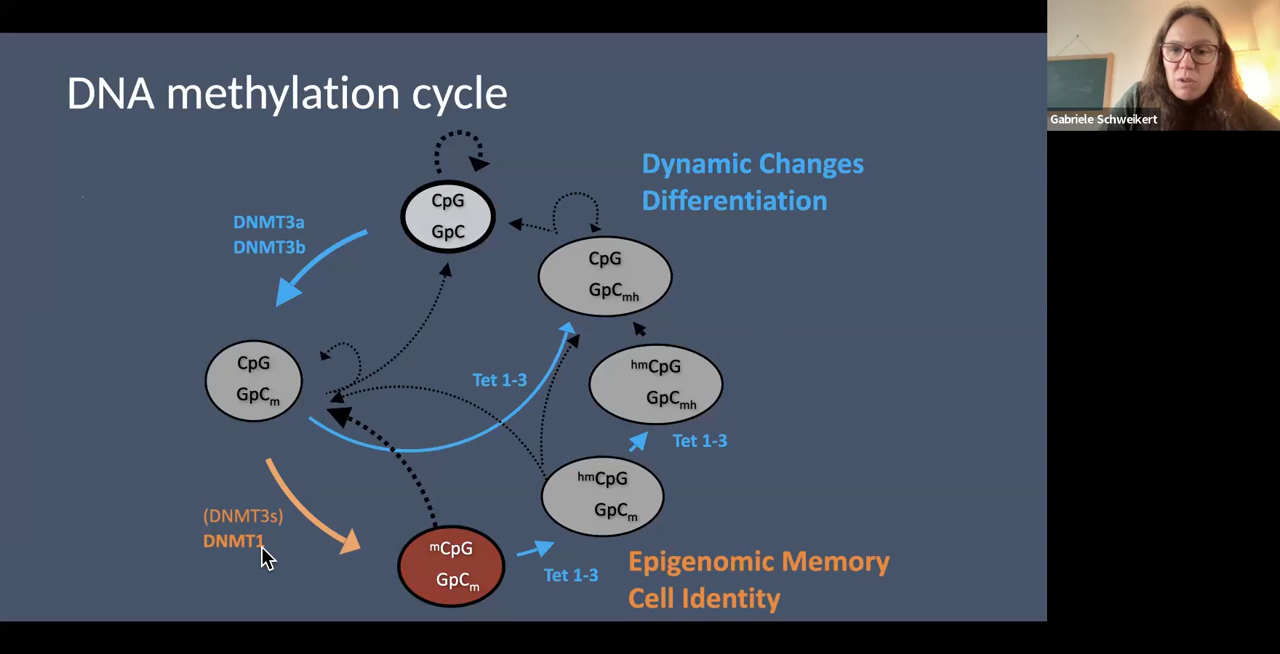 DNA methylation cycle
Gabriele Schweikert
Dynamic Changes
Differentiation
CpG
GpC
DNMT3a
DNMT3b
CpG
GpCmh
CpG
GpCm
Tet 1-3
hmCpG
GpCmh
Tet 1-3
hmCpG
GpCm
(DNMT3s)
DNMT1
mCpG
GpCm
Tet 1-3
Epigenomic Memory
Cell Identity